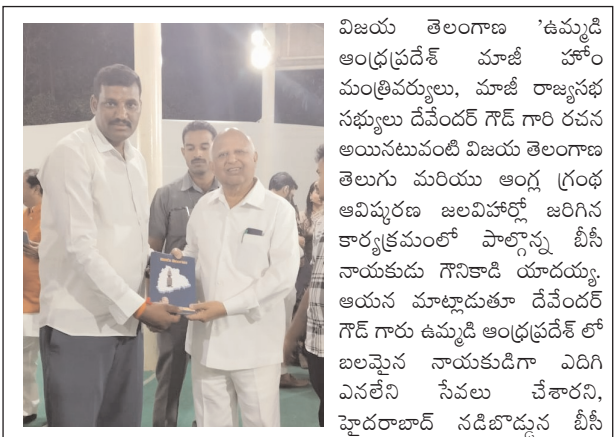 విజయ తెలంగాణ 'ఉమ్మడి
ఆంధ్రప్రదేశ్ మాజీ హోం
మంత్రివర్యులు, మాజీ రాజ్యసభ
సభ్యులు దేవేందర్ గౌడ్ గారి రచన
అయినటువంటి విజయ తెలంగాణ
తెలుగు మరియు ఆంగ్ల గ్రంథ
ఆవిష్కరణ జలవిహార్లో జరిగిన
కార్యక్రమంలో పాల్గొన్న బీసీ
నాయకుడు గౌనికాడి యాదయ్య.
ఆయన మాట్లాడుతూ దేవేందర్
గౌడ్ గారు ఉమ్మడి ఆంధ్రప్రదేశ్ లో
బలమైన నాయకుడిగా ఎదిగి
ఎనలేని సేవలు చేశారని,
హైదరాబాద్ నడిబొడ్డున బీసీ